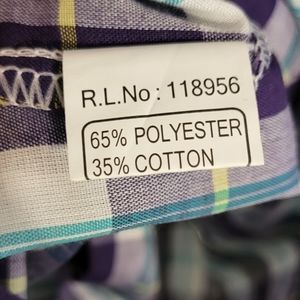 R.L.No : 118956
65% POLYESTER
35% COTTON